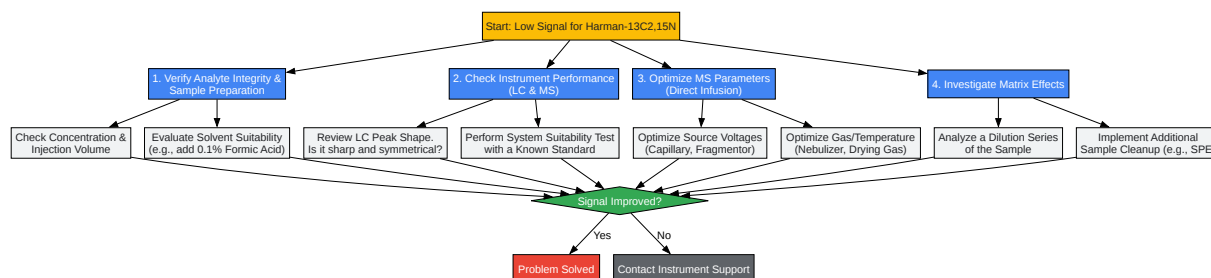 Start: Low Signal for Harman-13C2,15N
1. Verify Analyte Integrity &
Sample Preparation
2. Check Instrument Performance
(LC & MS)
3. Optimize MS Parameters
(Direct Infusion)
4. Investigate Matrix Effects
Check Concentration &
Injection Volume
Evaluate Solvent Suitability
(e.g., add 0.1% Formic Acid)
Review LC Peak Shape.
Is it sharp and symmetrical?
Perform System Suitability Test
with a Known Standard
Optimize Source Voltages
(Capillary, Fragmentor)
Optimize Gas/Temperature
(Nebulizer, Drying Gas)
Analyze a Dilution Series
of the Sample
Implement Additional
Sample Cleanup (e.g., SPE)
Signal Improved?
Yes
No
Problem Solved
Contact Instrument Support